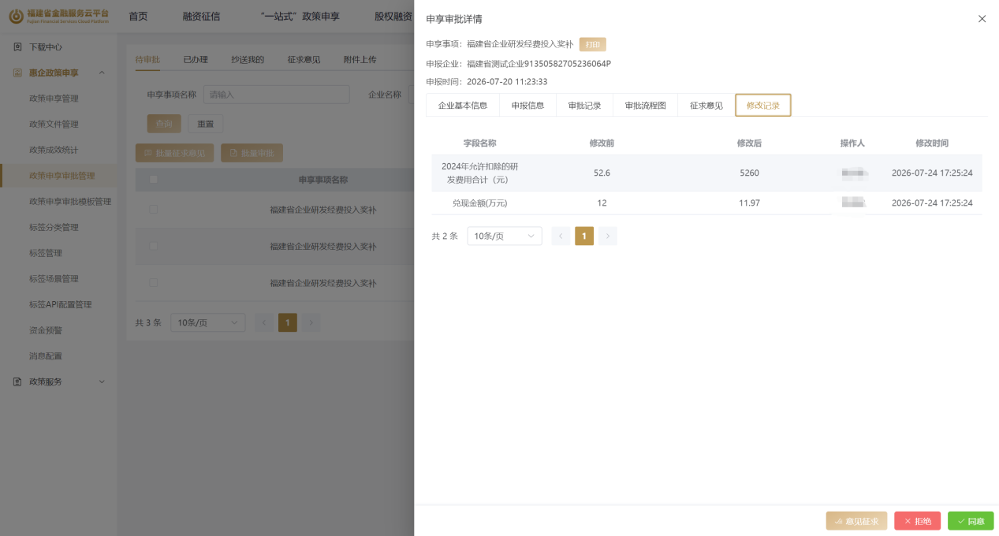 福建省金融服务云平台
Fujian Financial Services Cloud Platform
首页 融资征信 “一站式”政策申享 股权融资
下载中心
惠企政策申享
政策申享管理
政策文件管理
政策成效统计
政策申享审批管理
政策申享审批模板管理
标签分类管理
标签管理
标签场景管理
标签API配置管理
资金预警
消息配置
政策服务
待审批 已办理 抄送我的 征求意见 附件上传
申享事项名称 请输入 企业名称
查询 重置
批量征求意见 批量审批
申享事项名称
福建省企业研发经费投入奖补
福建省企业研发经费投入奖补
福建省企业研发经费投入奖补
共 3 条 10条/页 1
申享审批详情
申享事项：福建省企业研发经费投入奖补 打印
申报企业：福建省测试企业91350582705236064P
申报时间：2026-07-20 11:23:33
企业基本信息 申报信息 审批记录 审批流程图 征求意见 修改记录
字段名称 修改前 修改后 操作人 修改时间
2024年允许扣除的研
发费用合计（元） 52.6 5260 2026-07-24 17:25:24
兑现金额(万元) 12 11.97 2026-07-24 17:25:24
共 2 条 10条/页 1
意见征求 拒绝 同意